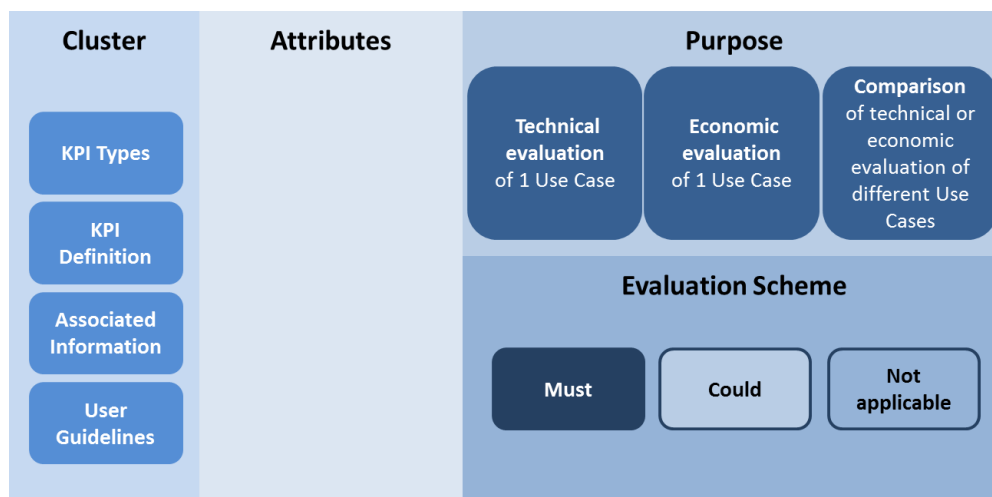 Cluster
KPI Types
KPI
Definition
Associated
Information
User
Guidelines
Attributes
Purpose
Technical
evaluation
of 1 Use Case
Economic
evaluation
of 1 Use Case
Comparison
of technical or
economic
evaluation of
different Use
Cases
Evaluation Scheme
Must
Could
Not
applicable